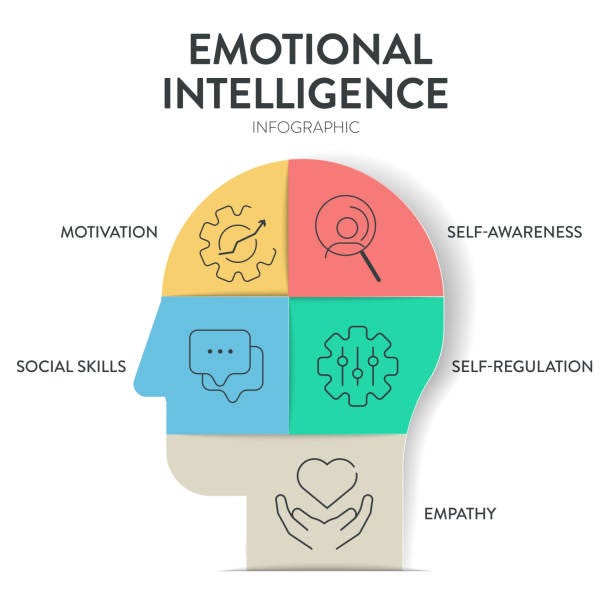 EMOTIONAL
INTELLIGENCE
INFOGRAPHIC
MOTIVATION
SELF-AWARENESS
SOCIAL SKILLS
SELF-REGULATION
EMPATHY